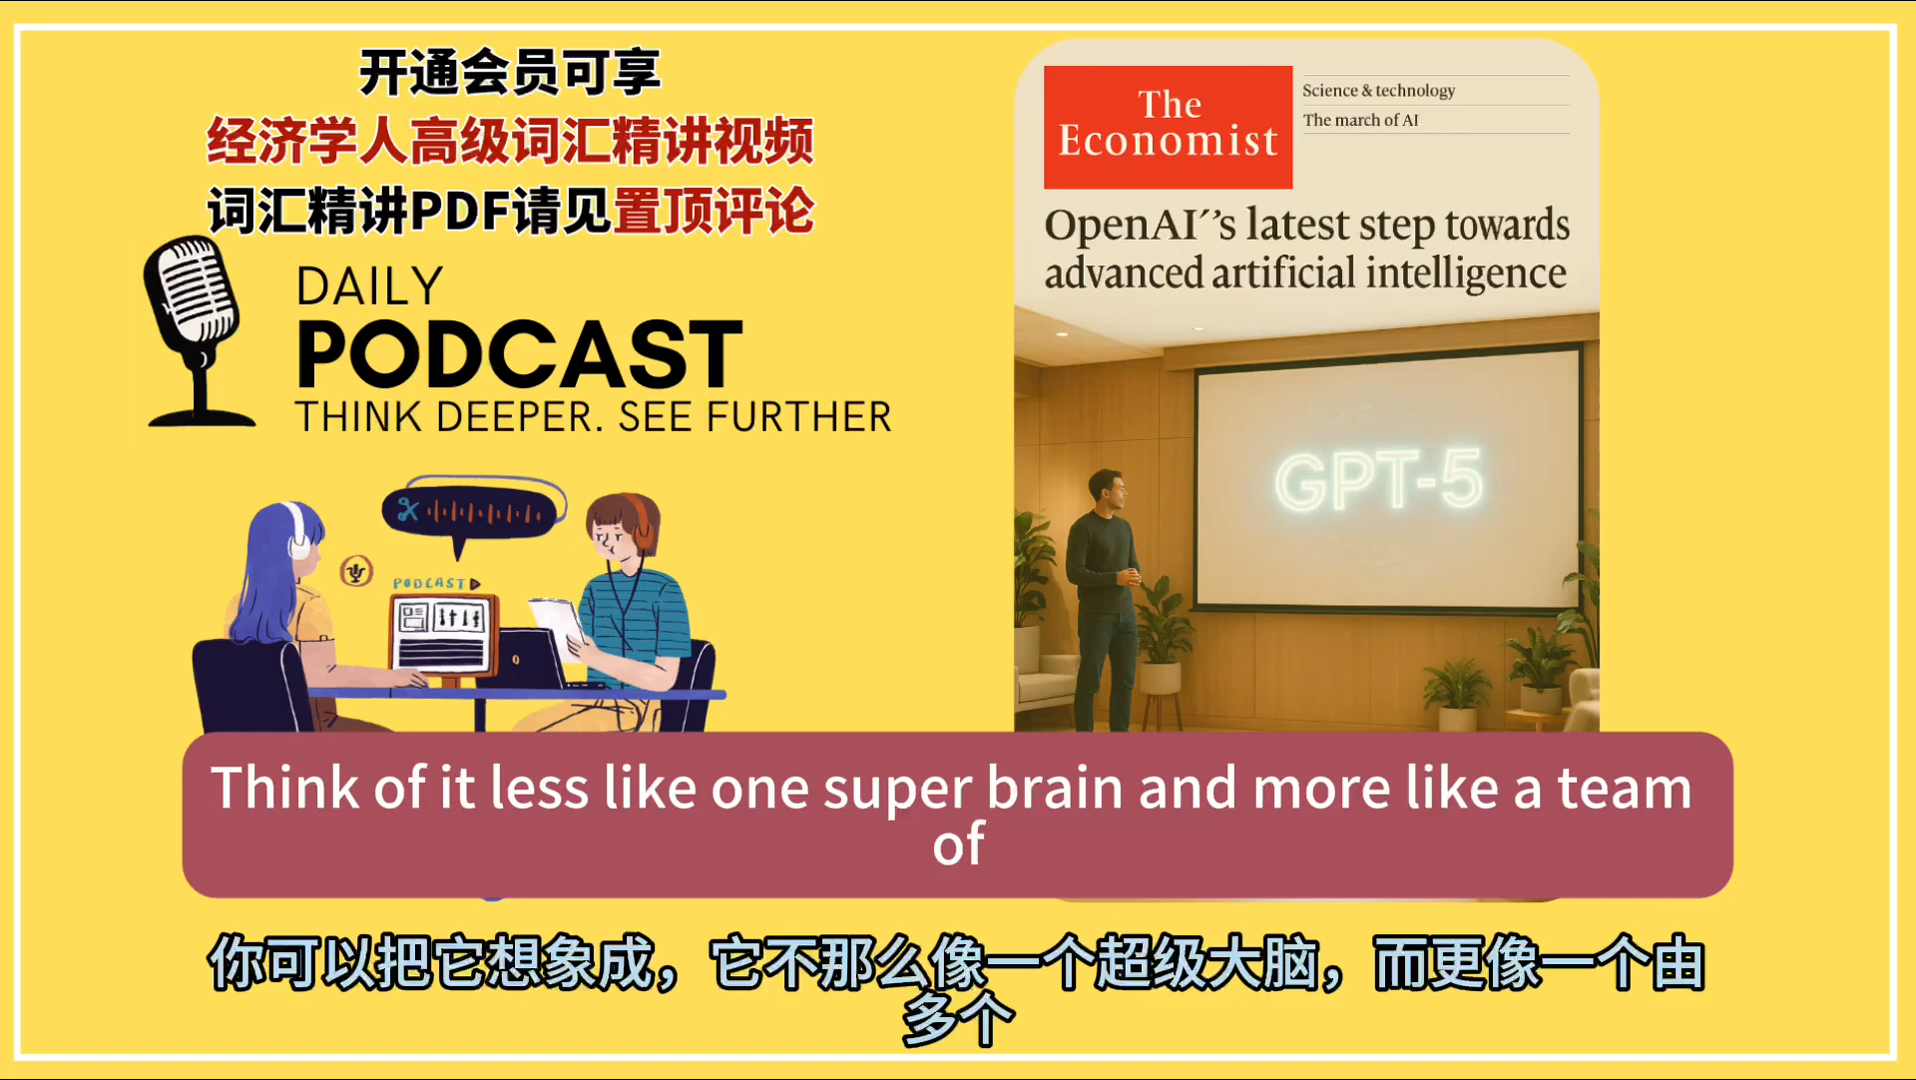 开通会员可享
经济学人高级词汇精讲视频
词汇精讲PDF请见置顶评论
DAILY
PODCAST
THINK DEEPER. SEE FURTHER
PODCAST
The
Economist
Science & technology
The march of AI
OpenAI´’s latest step towards
advanced artificial intelligence
GPT-5
Think of it less like one super brain and more like a team
of
你可以把它想象成，它不那么像一个超级大脑，而更像一个由
多个